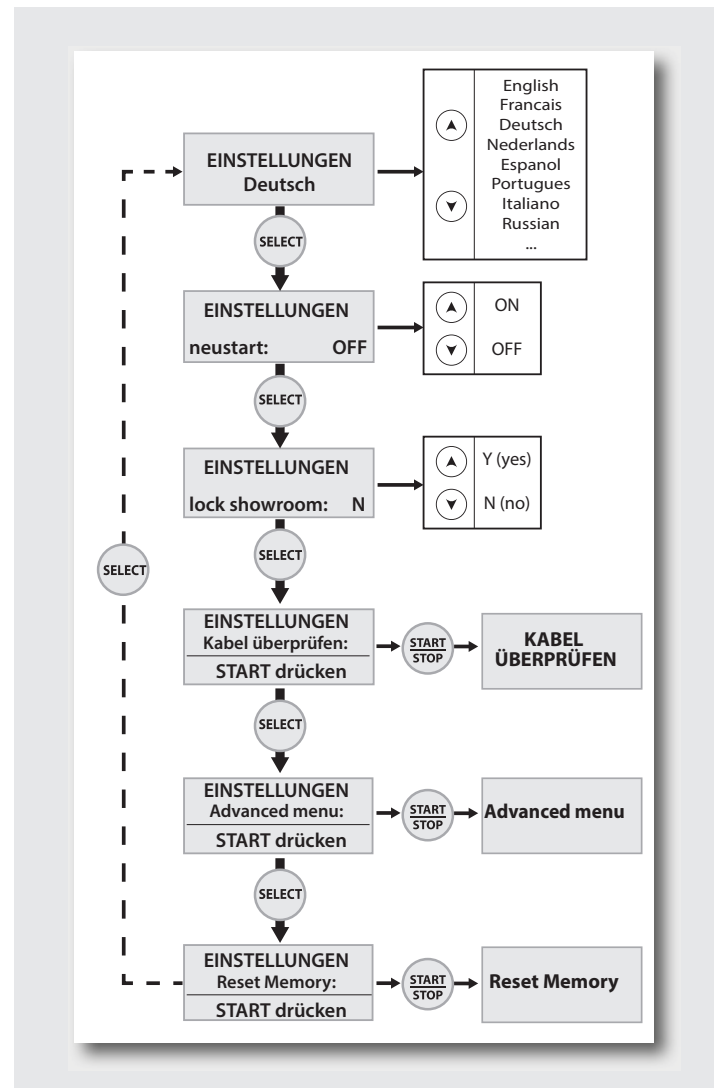 English
Francais
Deutsch
Nederlands
Espanol
Portugues
Italiano
Russian
...
EINSTELLUNGEN
Deutsch
SELECT
EINSTELLUNGEN
neustart: OFF
ON
OFF
SELECT
EINSTELLUNGEN
lock showroom: N
Y (yes)
N (no)
SELECT
SELECT
EINSTELLUNGEN
Kabel überprüfen:
START drücken
START
STOP
KABEL
ÜBERPRÜFEN
SELECT
EINSTELLUNGEN
Advanced menu:
START drücken
START
STOP
Advanced menu
SELECT
EINSTELLUNGEN
Reset Memory:
START drücken
START
STOP
Reset Memory